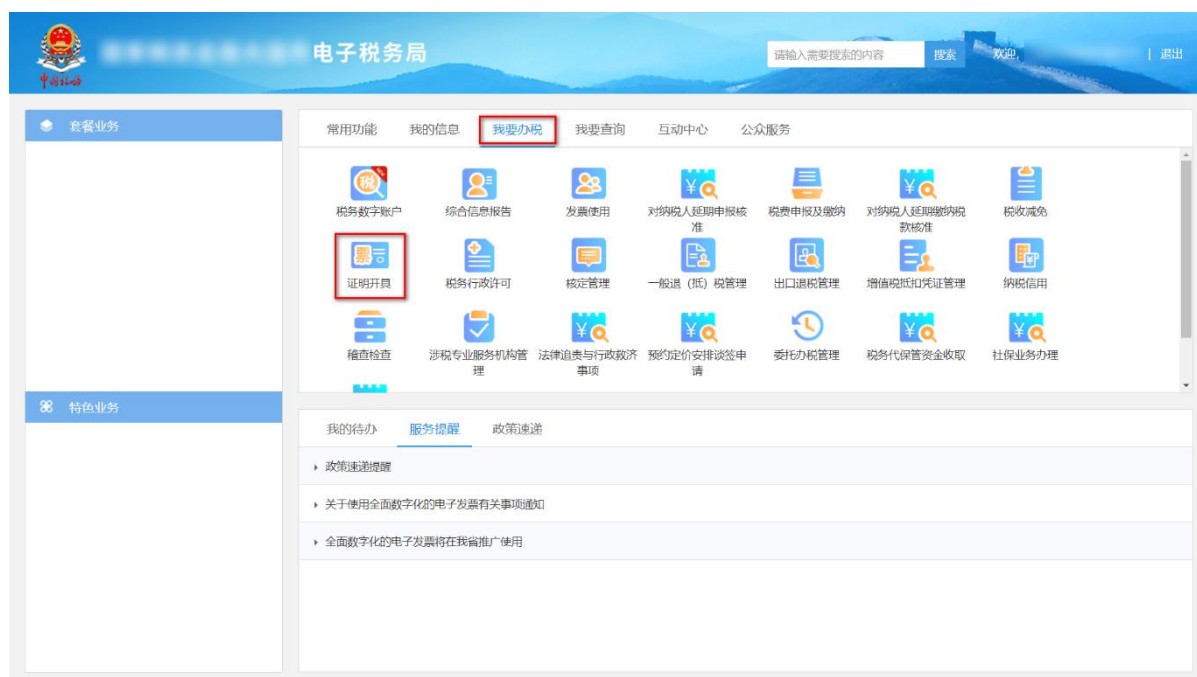 中国税务
电子税务局
请输入需要搜索的内容 搜索 欢迎, | 退出
套餐业务
常用功能 我的信息 我要办税 我要查询 互动中心 公众服务
税 NEW
税务数字账户 综合信息报告 发票使用 对纳税人延期申报核 税费申报及缴纳 对纳税人延期缴纳税 税收减免
准 款核准
票
证明开具 税务行政许可 核定管理 一般退（抵）税管理 出口退税管理 增值税抵扣凭证管理 纳税信用
稽查检查 涉税专业服务机构管 法律追责与行政救济 预约定价安排谈签申 委托办税管理 税务代保管资金收取 社保业务办理
理 事项 请
特色业务
我的待办 服务提醒 政策速递
政策速递提醒
关于使用全面数字化的电子发票有关事项通知
全面数字化的电子发票将在我省推广使用